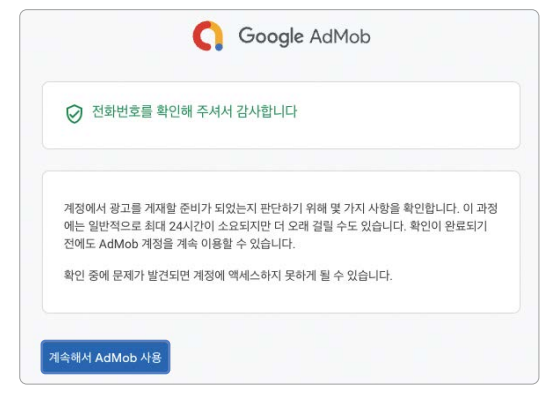 Google AdMob
전화번호를 확인해 주셔서 감사합니다
계정에서 광고를 게재할 준비가 되었는지 판단하기 위해 몇 가지 사항을 확인합니다. 이 과정
에는 일반적으로 최대 24시간이 소요되지만 더 오래 걸릴 수도 있습니다. 확인이 완료되기
전에도 AdMob 계정을 계속 이용할 수 있습니다.
확인 중에 문제가 발견되면 계정에 액세스하지 못하게 될 수 있습니다.
계속해서 AdMob 사용